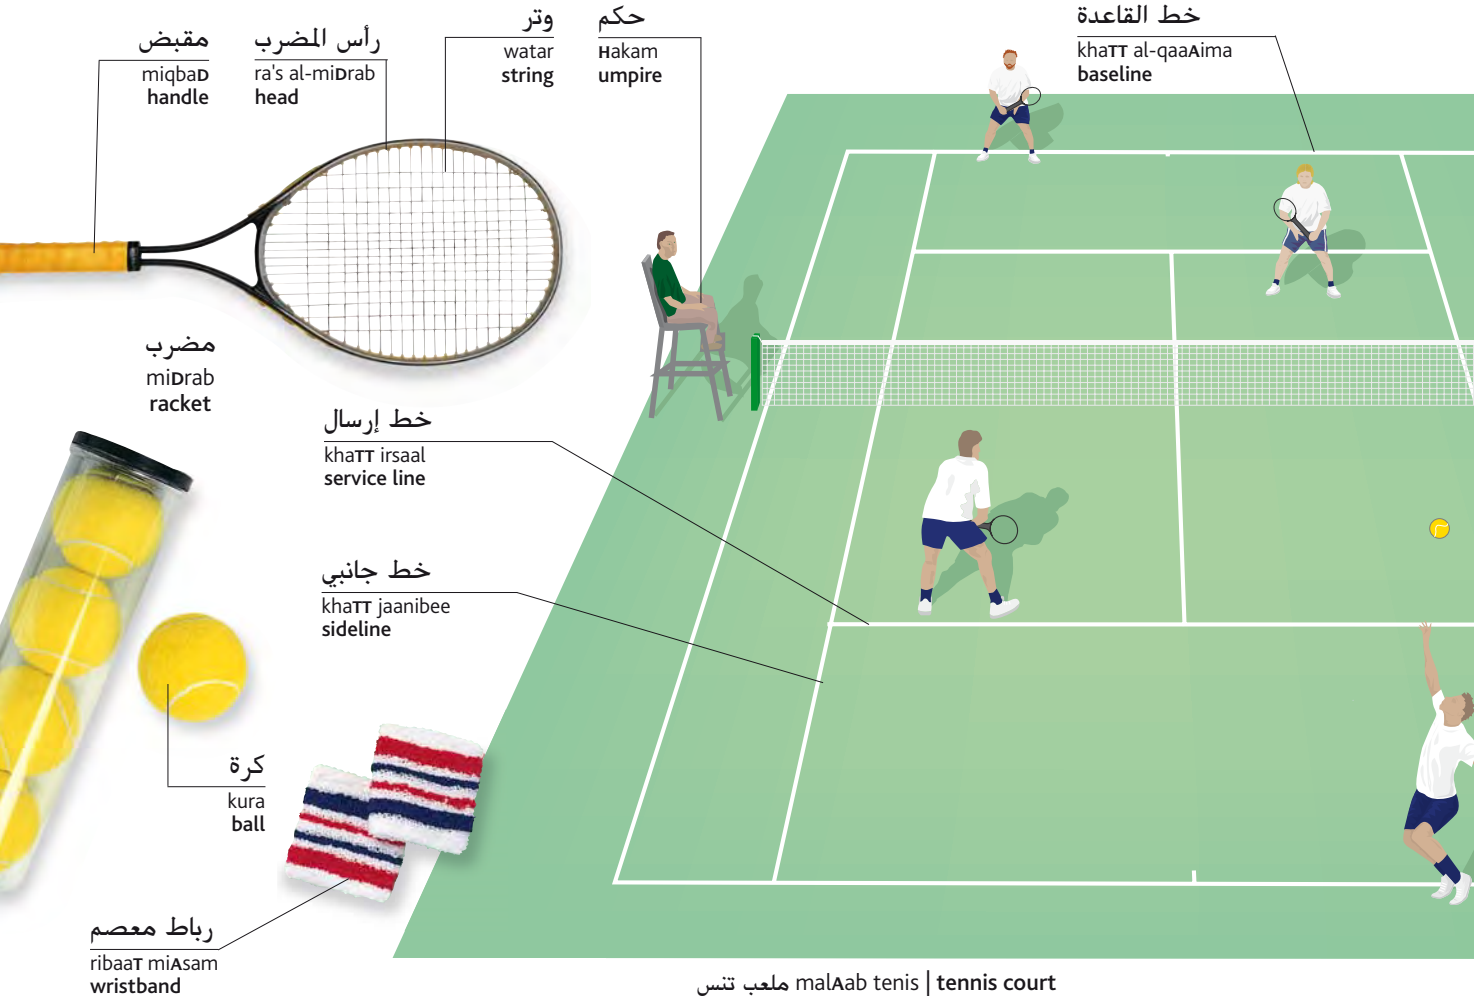 مقبض
miqbaD
handle
رأس المضرب
ra's al-miDrab
head
وتر
watar
string
حكم
Hakam
umpire
خط القاعدة
khaTT al-qaaAima
baseline
مضرب
miDrab
racket
خط إرسال
khaTT irsaal
service line
خط جانبي
khaTT jaanibee
sideline
كرة
kura
ball
رباط معصم
ribaaT miAsam
wristband
ملعب تنس malAab tenis | tennis court